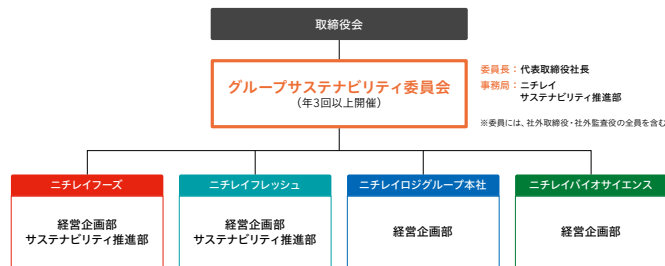 取締役会
グループサステナビリティ委員会
(年3回以上開催)
委員長：代表取締役社長
事務局：ニチレイ
サステナビリティ推進部
※委員には、社外取締役・社外監査役の全員を含む
ニチレイフーズ
経営企画部
サステナビリティ推進部
ニチレイフレッシュ
経営企画部
サステナビリティ推進部
ニチレイロジグループ本社
経営企画部
ニチレイバイオサイエンス
経営企画部